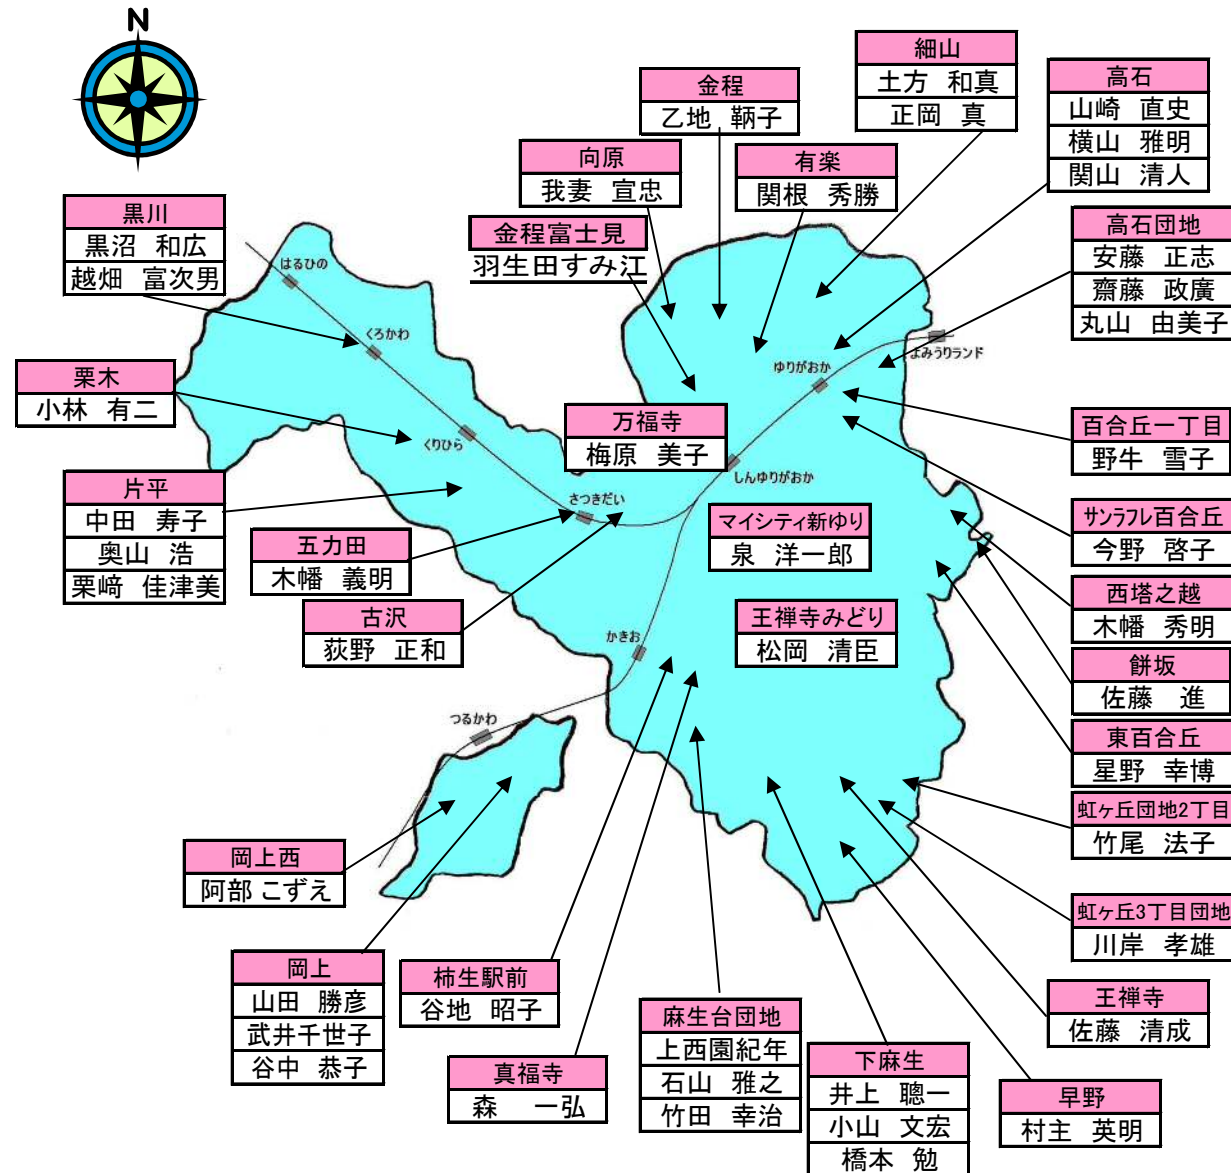 N
細山
土方 和真
正岡 真
高石
山崎 直史
横山 雅明
関山 清人
金程
乙地 鞆子
向原
我妻 宣忠
有楽
関根 秀勝
黒川
黒沼 和広
越畑 富次男
金程富士見
羽生田すみ江
高石団地
安藤 正志
齋藤 政廣
丸山 由美子
はるひの
くろかわ
よみうりランド
ゆりがおか
栗木
小林 有二
くりひら
万福寺
梅原 美子
しんゆりがおか
百合丘一丁目
野牛 雪子
片平
中田 寿子
奥山 浩
栗﨑 佳津美
さつきだい
五力田
木幡 義明
マイシティ新ゆり
泉 洋一郎
サンラフレ百合丘
今野 啓子
古沢
荻野 正和
かきお
王禅寺みどり
松岡 清臣
西塔之越
木幡 秀明
餅坂
佐藤 進
つるかわ
東百合丘
星野 幸博
虹ヶ丘団地2丁目
竹尾 法子
岡上西
阿部 こずえ
虹ヶ丘3丁目団地
川岸 孝雄
岡上
山田 勝彦
武井千世子
谷中 恭子
柿生駅前
谷地 昭子
真福寺
森 一弘
麻生台団地
上西園紀年
石山 雅之
竹田 幸治
下麻生
井上 聰一
小山 文宏
橋本 勉
王禅寺
佐藤 清成
早野
村主 英明